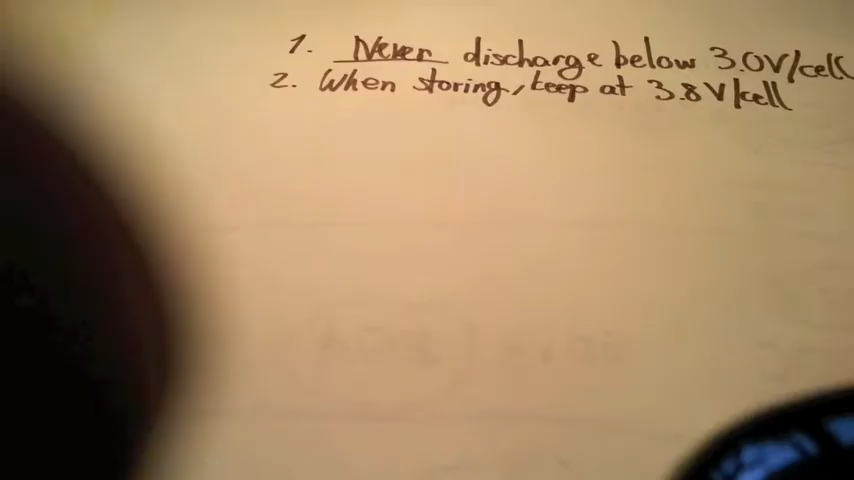 1. Never discharge below 3.0V/cell
2. When storing, keep at 3.8V/cell